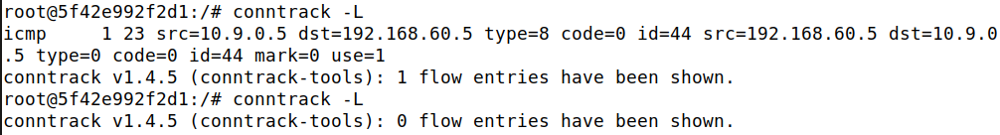 root@5f42e992f2d1:/# conntrack -L
icmp     1 23 src=10.9.0.5 dst=192.168.60.5 type=8 code=0 id=44 src=192.168.60.5 dst=10.9.0
.5 type=0 code=0 id=44 mark=0 use=1
conntrack v1.4.5 (conntrack-tools): 1 flow entries have been shown.
root@5f42e992f2d1:/# conntrack -L
conntrack v1.4.5 (conntrack-tools): 0 flow entries have been shown.